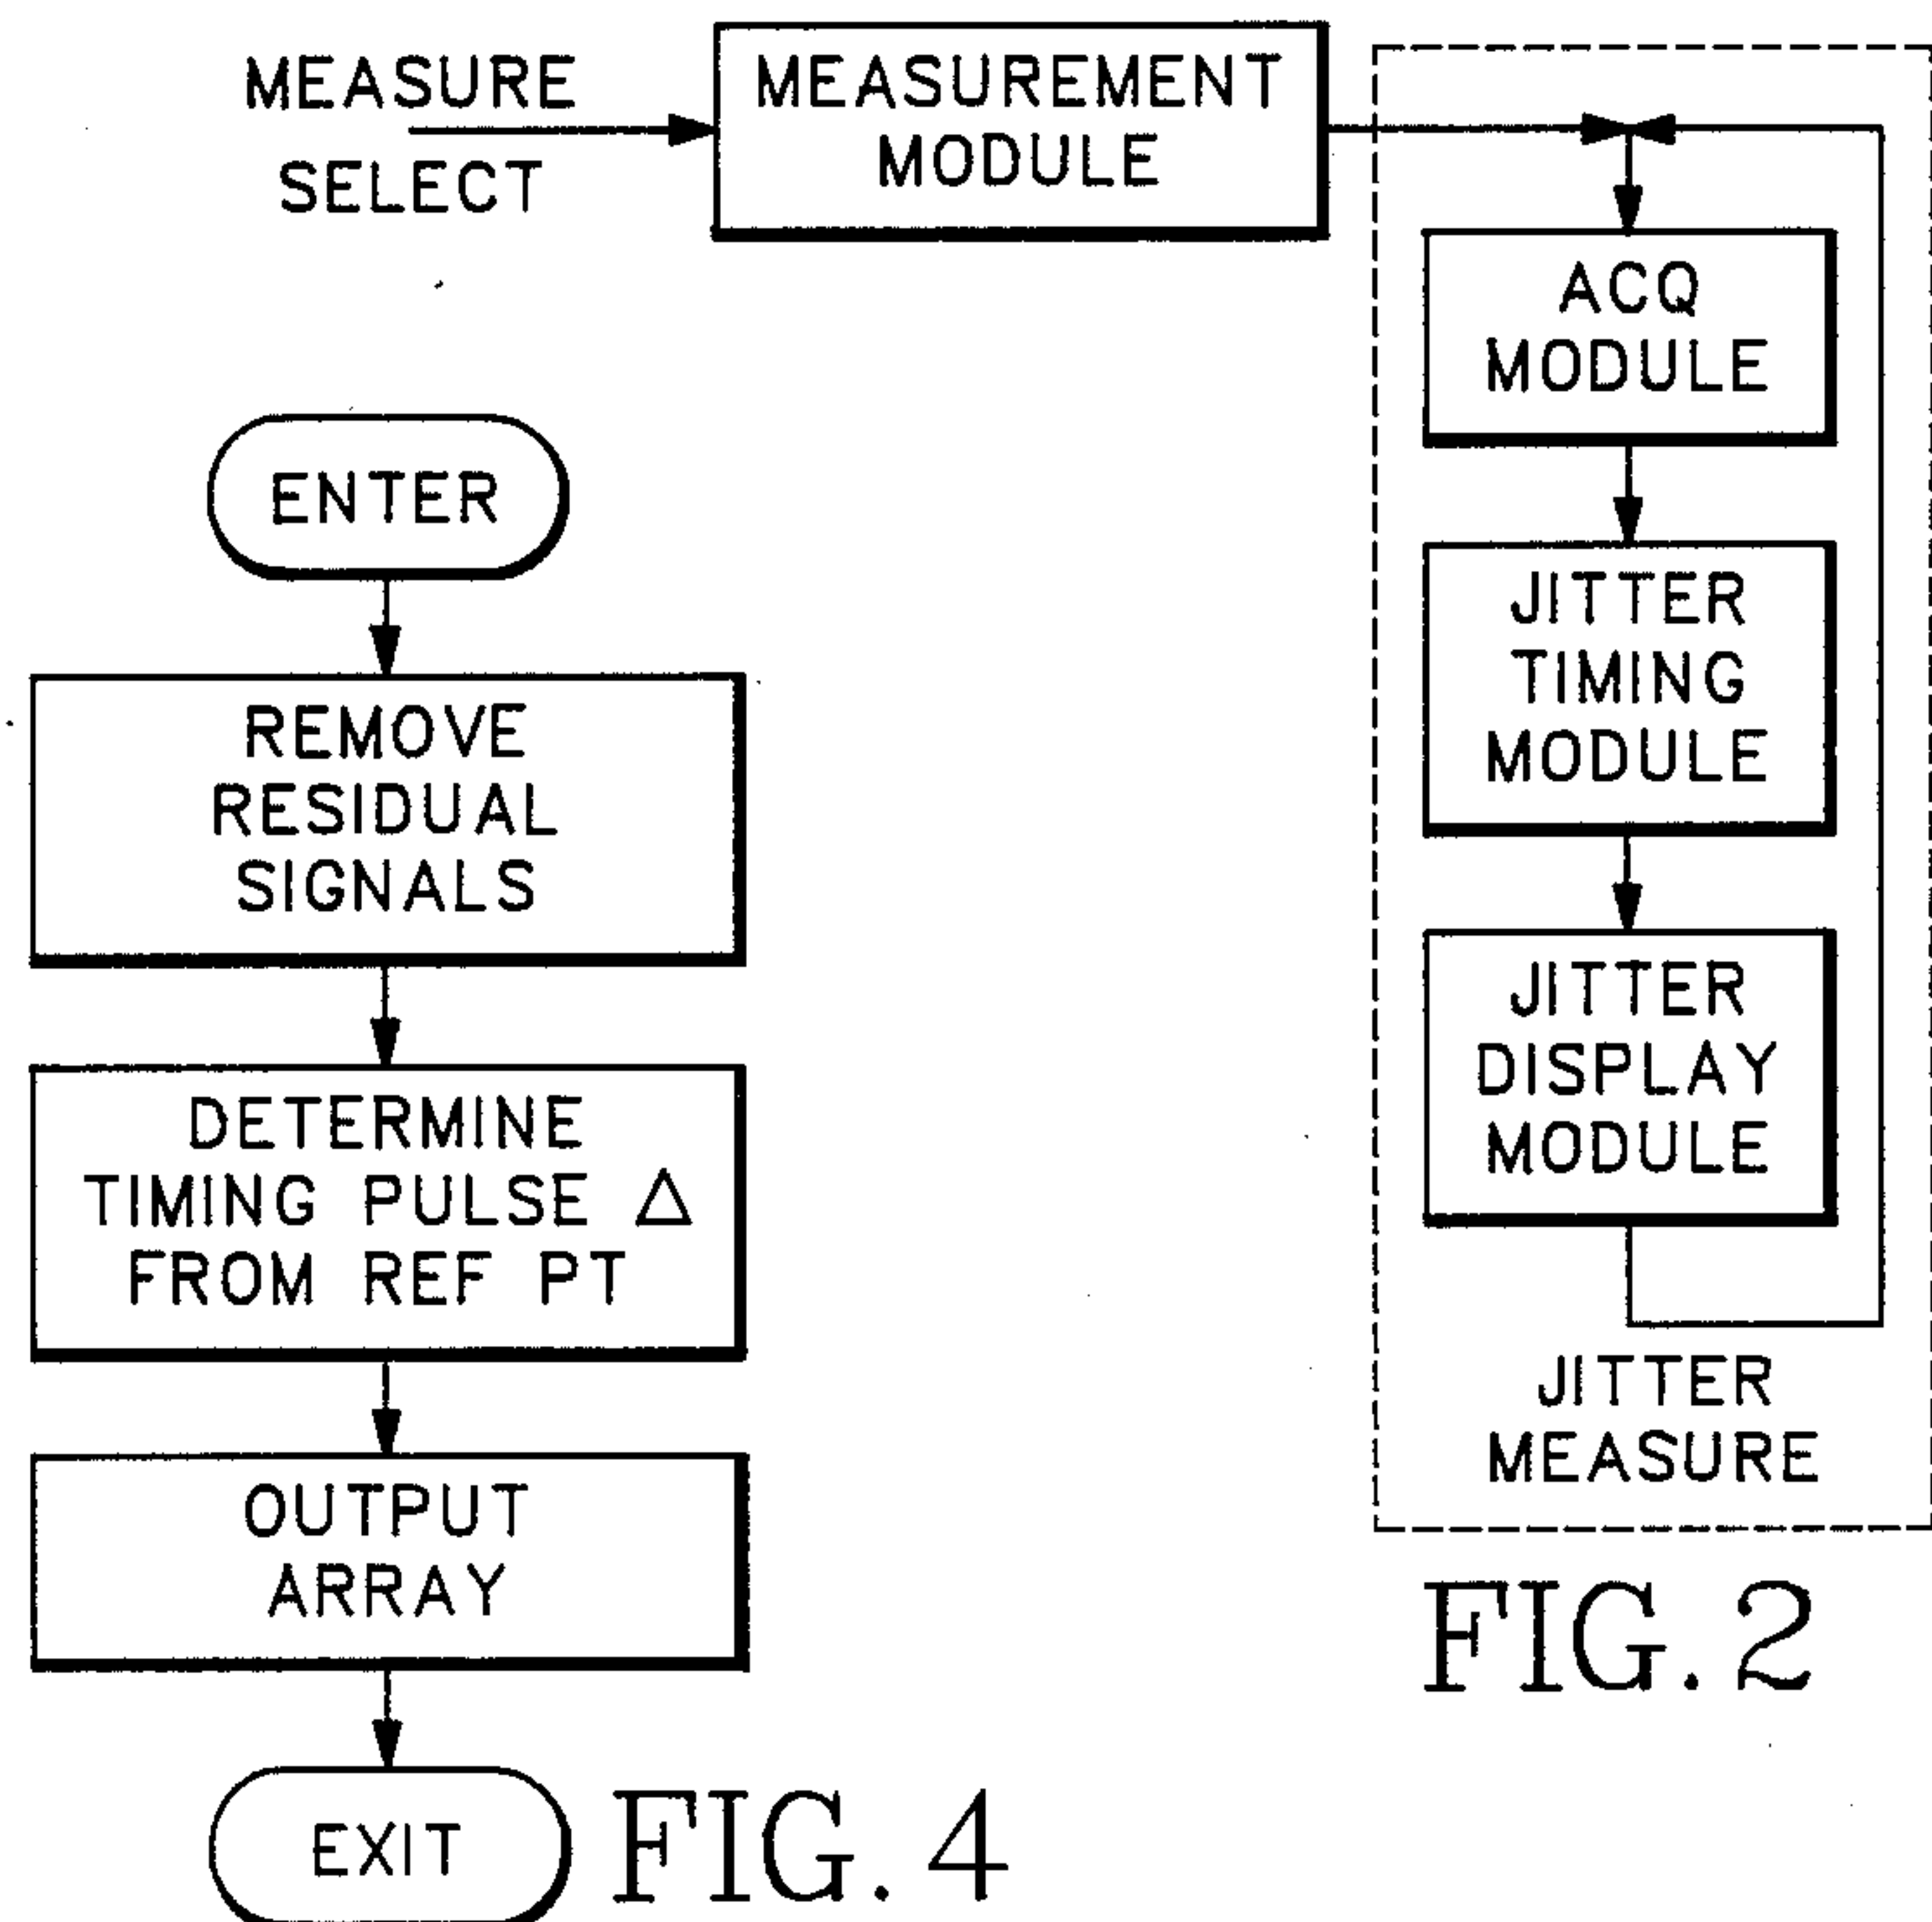 MEASURE
SELECT
MEASUREMENT
MODULE
ACQ
MODULE
JITTER
TIMING
MODULE
JITTER
DISPLAY
MODULE
JITTER
MEASURE
FIG. 2
ENTER
REMOVE
RESIDUAL
SIGNALS
DETERMINE
TIMING PULSE △
FROM REF PT
OUTPUT
ARRAY
EXIT
FIG. 4